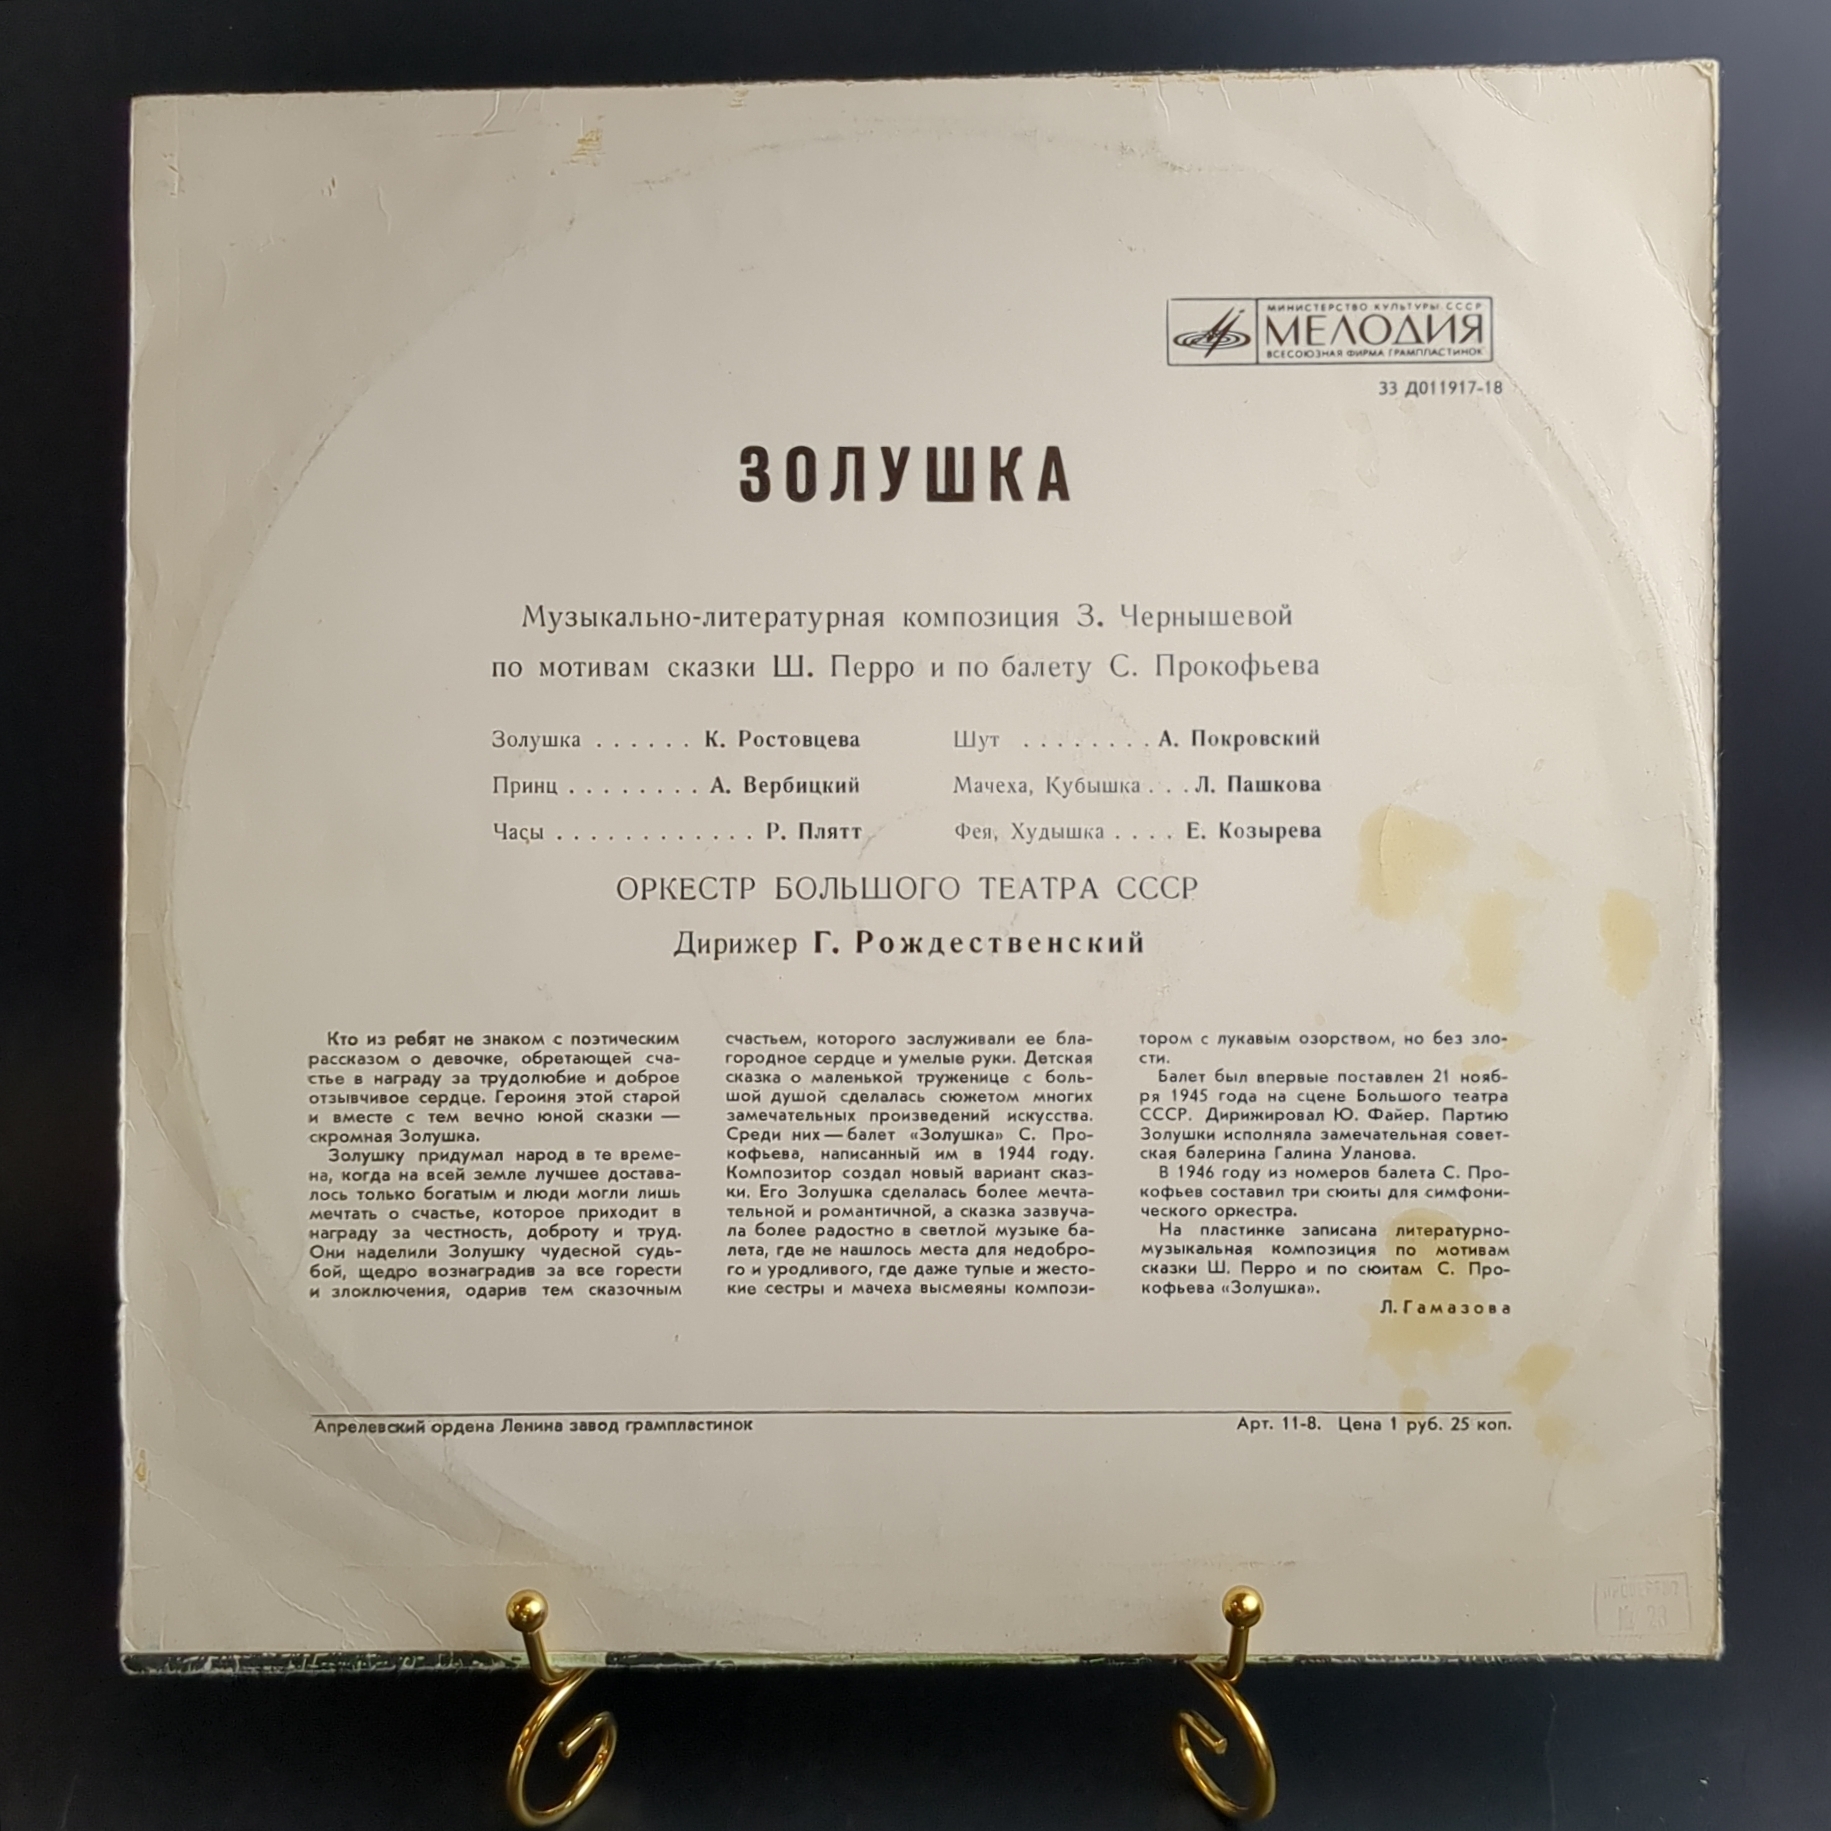 МИНИСТЕРСТВО КУЛЬТУРЫ СССР
МЕЛОДИЯ
ВСЕСОЮЗНАЯ ФИРМА ГРАМПЛАСТИНОК
33 Д011917-18
ЗОЛУШКА
Музыкально-литературная композиция З. Чернышевой
по мотивам сказки Ш. Перро и по балету С. Прокофьева
Золушка ...... К. Ростовцева
Принц ........ А. Вербицкий
Часы ............ Р. Плятт
Шут ........ А. Покровский
Мачеха, Кубышка ... Л. Пашкова
Фея, Худышка .... Е. Козырева
ОРКЕСТР БОЛЬШОГО ТЕАТРА СССР
Дирижер Г. Рождественский
Кто из ребят не знаком с поэтическим
рассказом о девочке, обретающей сча-
стье в награду за трудолюбие и доброе
отзывчивое сердце. Героиня этой старой
и вместе с тем вечно юной сказки —
скромная Золушка.
Золушку придумал народ в те време-
на, когда на всей земле лучшее достава-
лось только богатым и люди могли лишь
мечтать о счастье, которое приходит в
награду за честность, доброту и труд.
Они наделили Золушку чудесной судь-
бой, щедро вознаградив за все горести
и злоключения, одарив тем сказочным
счастьем, которого заслуживали ее бла-
городное сердце и умелые руки. Детская
сказка о маленькой труженице с боль-
шой душой сделалась сюжетом многих
замечательных произведений искусства.
Среди них — балет «Золушка» С. Про-
кофьева, написанный им в 1944 году.
Композитор создал новый вариант сказ-
ки. Его Золушка сделалась более мечта-
тельной и романтичной, а сказка зазвуча-
ла более радостно в светлой музыке ба-
лета, где не нашлось места для недобро-
го и уродливого, где даже тупые и жесто-
кие сестры и мачеха высмеяны компози-
тором с лукавым озорством, но без зло-
сти.
Балет был впервые поставлен 21 нояб-
ря 1945 года на сцене Большого театра
СССР. Дирижировал Ю. Файер. Партию
Золушки исполняла замечательная совет-
ская балерина Галина Уланова.
В 1946 году из номеров балета С. Про-
кофьев составил три сюиты для симфони-
ческого оркестра.
На пластинке записана литературно-
музыкальная композиция по мотивам
сказки Ш. Перро и по сюитам С. Про-
кофьева «Золушка».
Л. Гамазова
Апрелевский ордена Ленина завод грампластинок
Арт. 11-8. Цена 1 руб. 25 коп.